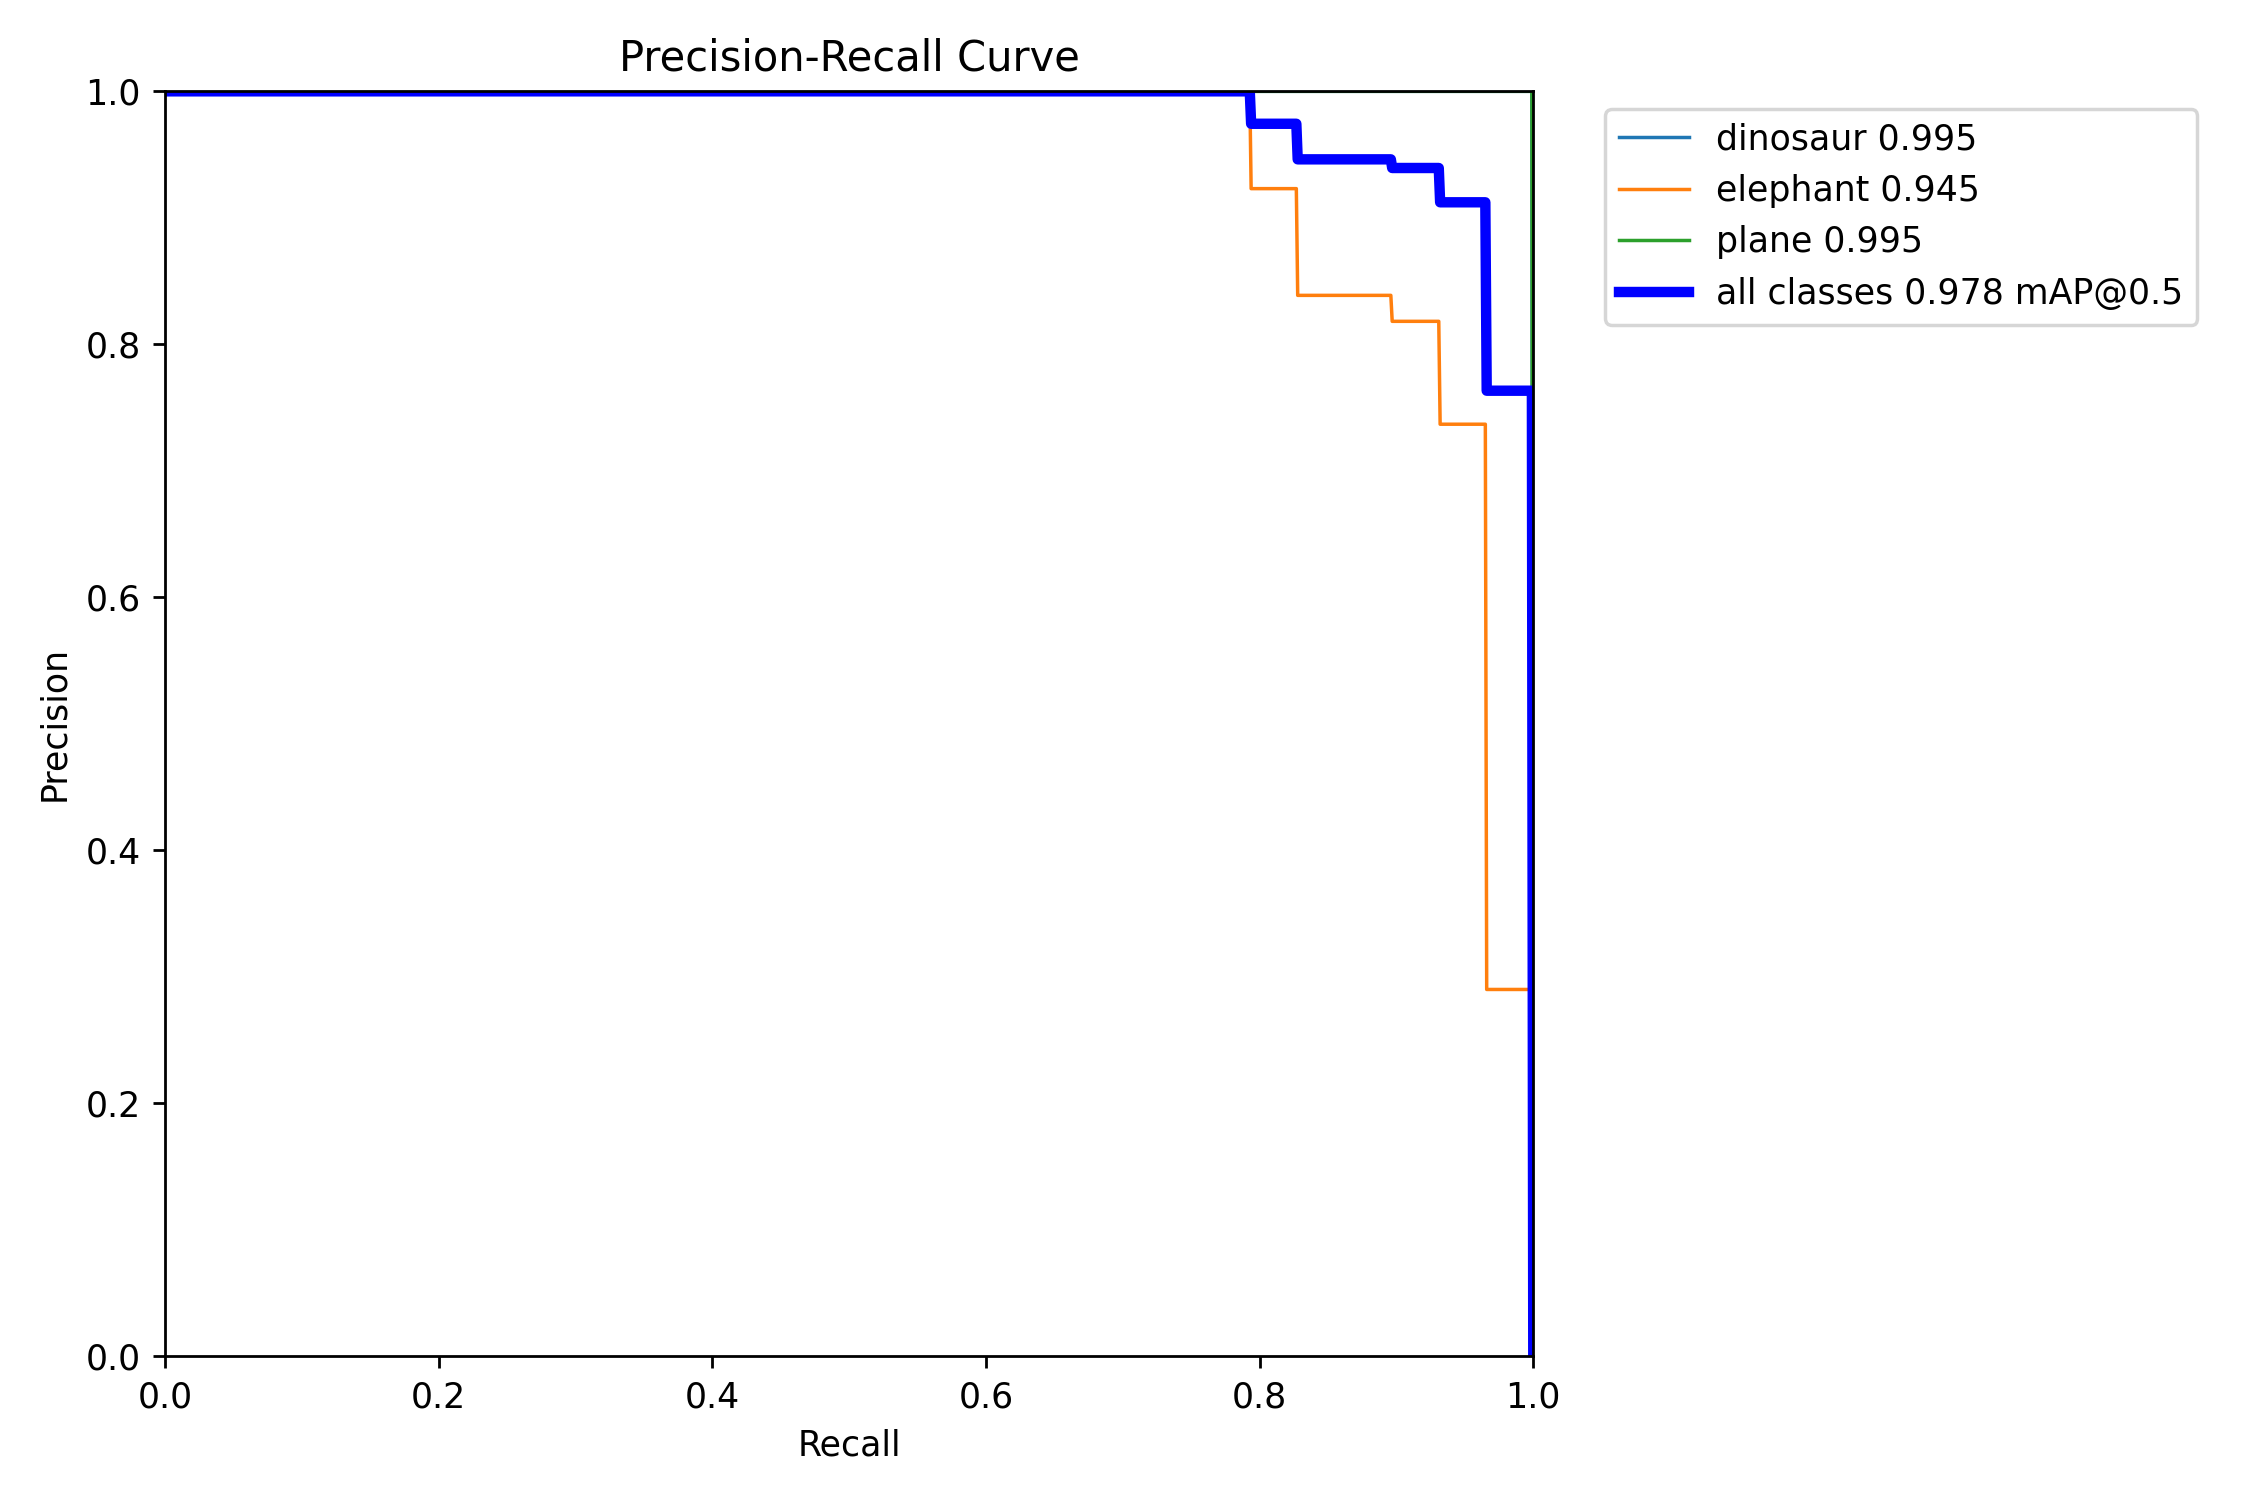 Precision-Recall Curve
1.0
0.8
0.6
0.4
0.2
0.0
Precision
0.0 0.2 0.4 0.6 0.8 1.0
Recall
dinosaur 0.995
elephant 0.945
plane 0.995
all classes 0.978 mAP@0.5